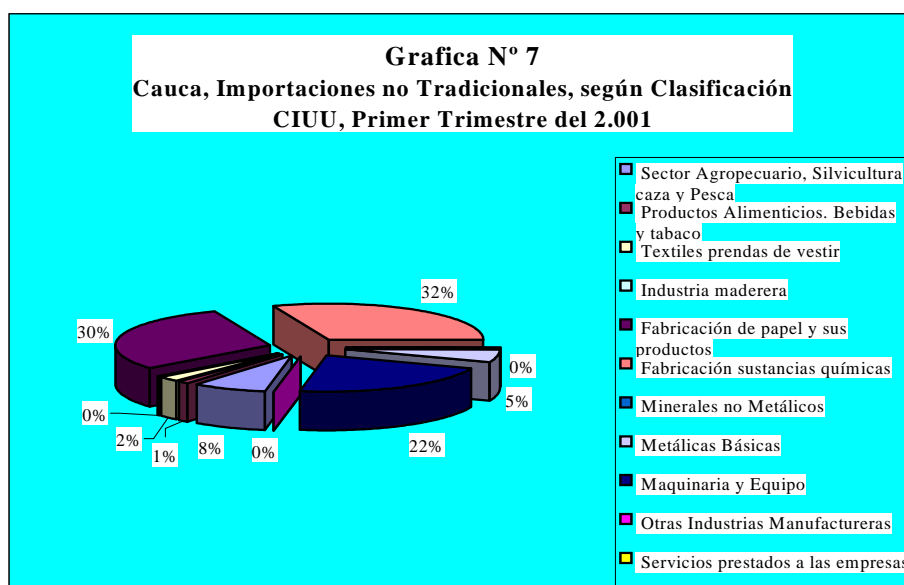 Grafica Nº 7
Cauca, Importaciones no Tradicionales, según Clasificación
CIUU, Primer Trimestre del 2.001
Sector Agropecuario, Silvicultura
caza y Pesca
Productos Alimenticios. Bebidas
y tabaco
Textiles prendas de vestir
Industria maderera
Fabricación de papel y sus
productos
Fabricación sustancias químicas
Minerales no Metálicos
Metálicas Básicas
Maquinaria y Equipo
Otras Industrias Manufactureras
Servicios prestados a las empresas
32%
30%
0%
5%
0%
2%
1%
8%
0%
22%